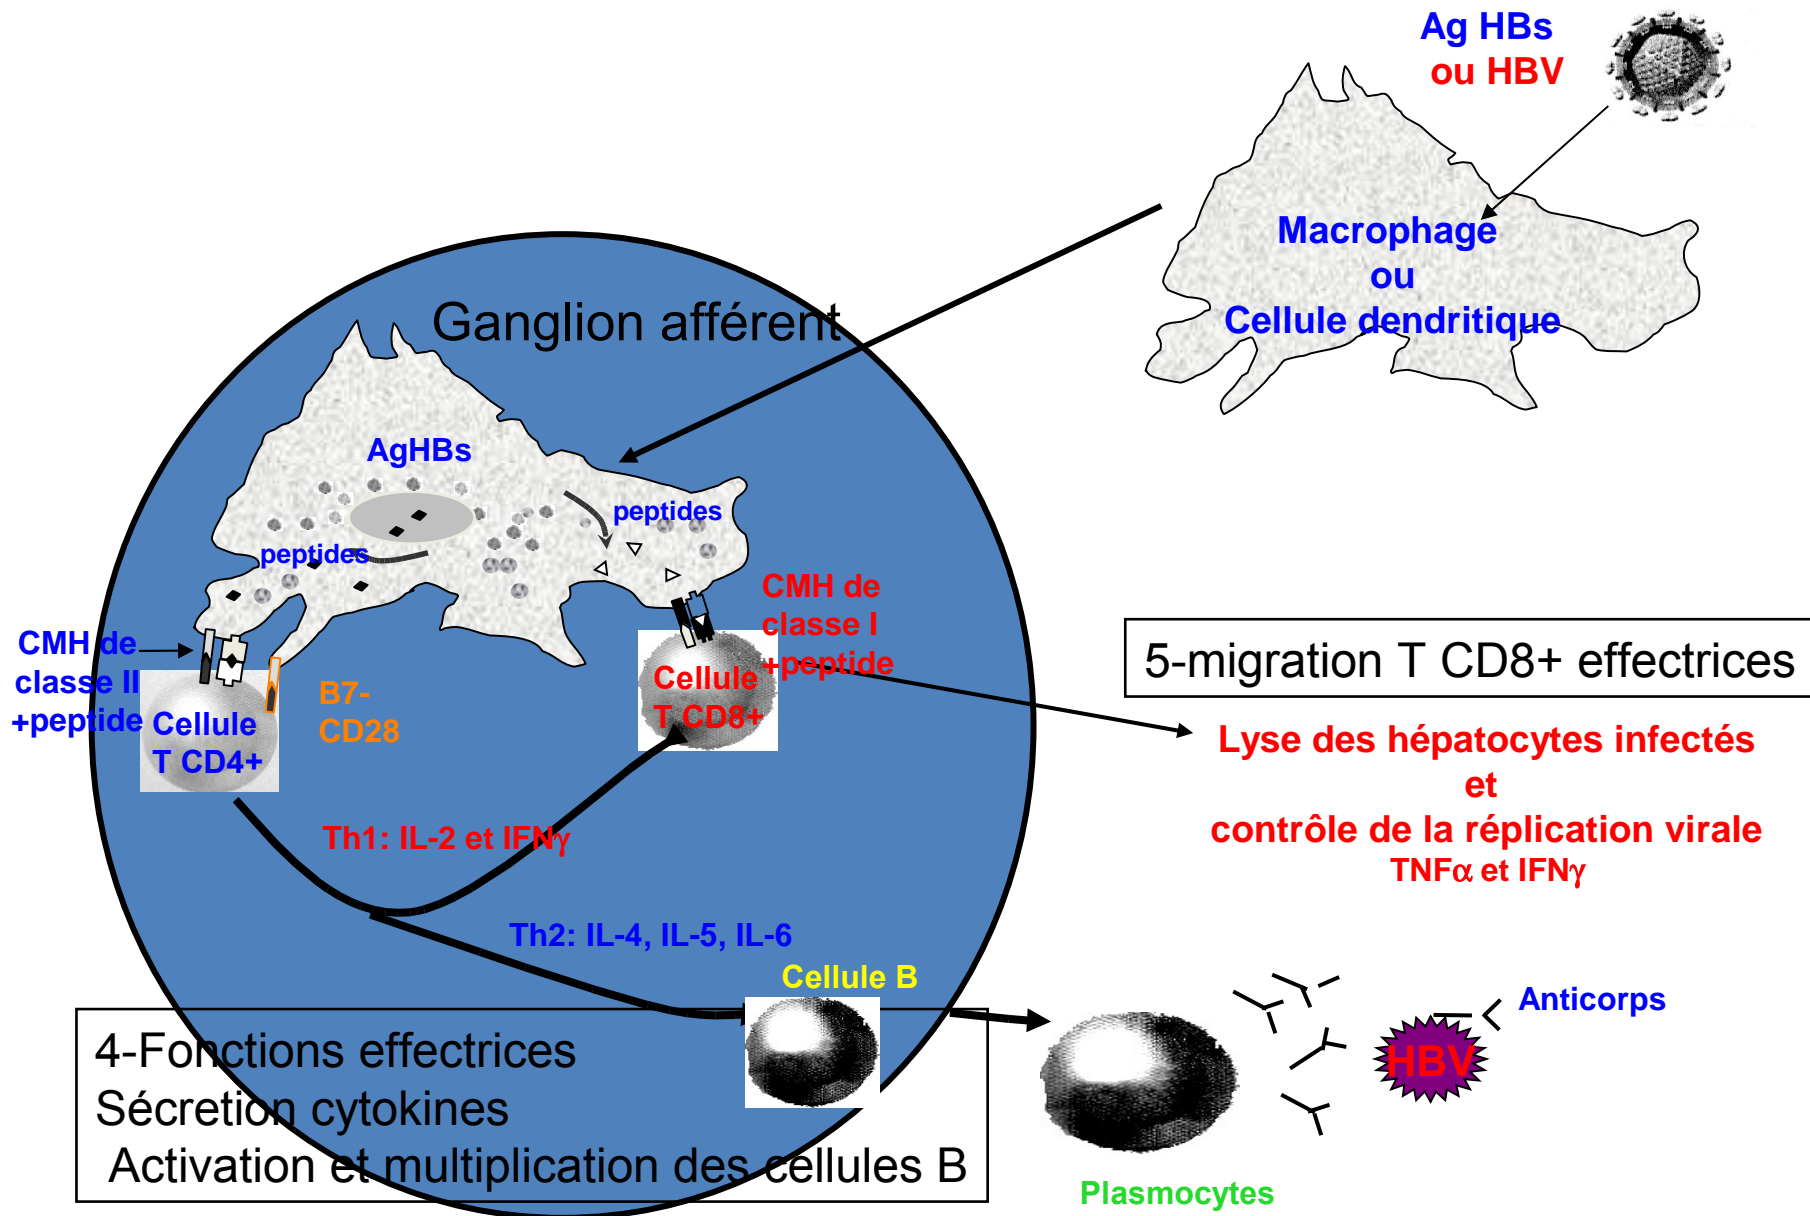 Ag HBs
ou HBV
Macrophage
ou
Cellule dendritique
Ganglion afférent
AgHBs
peptides
peptides
CMH de
classe I
+peptide
CMH de
classe II
+peptide
Cellule
T CD4+
B7-
CD28
Cellule
T CD8+
5-migration T CD8+ effectrices
Lyse des hépatocytes infectés
et
contrôle de la réplication virale
TNFα et IFNγ
Th1: IL-2 et IFNγ
Th2: IL-4, IL-5, IL-6
Cellule B
Anticorps
HBV
4-Fonctions effectrices
Sécretion cytokines
Activation et multiplication des cellules B
Plasmocytes